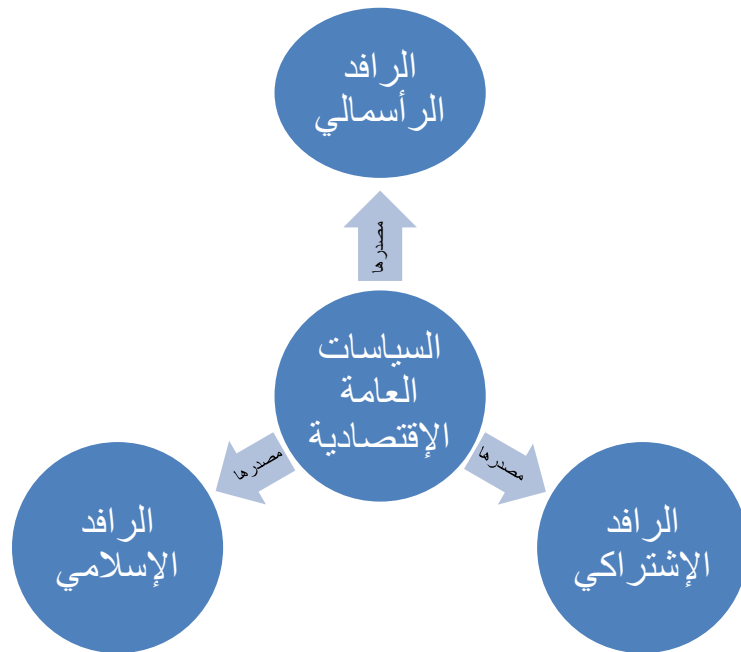 الرافد
الرأسمالي
مصدرها
السياسات
العامة
الإقتصادية
مصدرها
مصدرها
الرافد
الإشتراكي
الرافد
الإسلامي